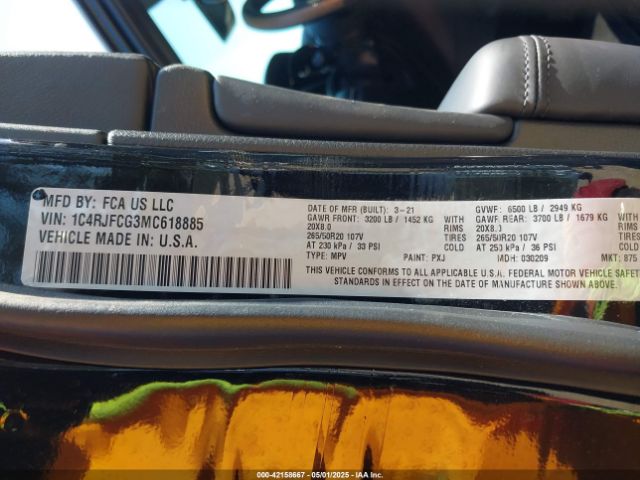 MFD BY: FCA US LLC
VIN: 1C4RJFCG3MC618885
VEHICLE MADE IN: U.S.A.
DATE OF MFR (BUILT): 3-21
GAWR FRONT: 3200 LB / 1452 KG WITH
20X8.0 RIMS
265/50R20 107V TIRES
AT 230 kPa / 33 PSI COLD
TYPE: MPV PAINT: PXJ
GVWR: 6500 LB / 2949 KG
GAWR REAR: 3700 LB / 1679 KG WITH
20X8.0 RIMS
265/50R20 107V TIRES
AT 250 kPa / 36 PSI COLD
MDH: 030209 MKT: 875
THIS VEHICLE CONFORMS TO ALL APPLICABLE U.S.A. FEDERAL MOTOR VEHICLE SAFET
STANDARDS IN EFFECT ON THE DATE OF MANUFACTURE SHOWN ABOVE.
000-42158667 - 05/01/2025 - IAA Inc.